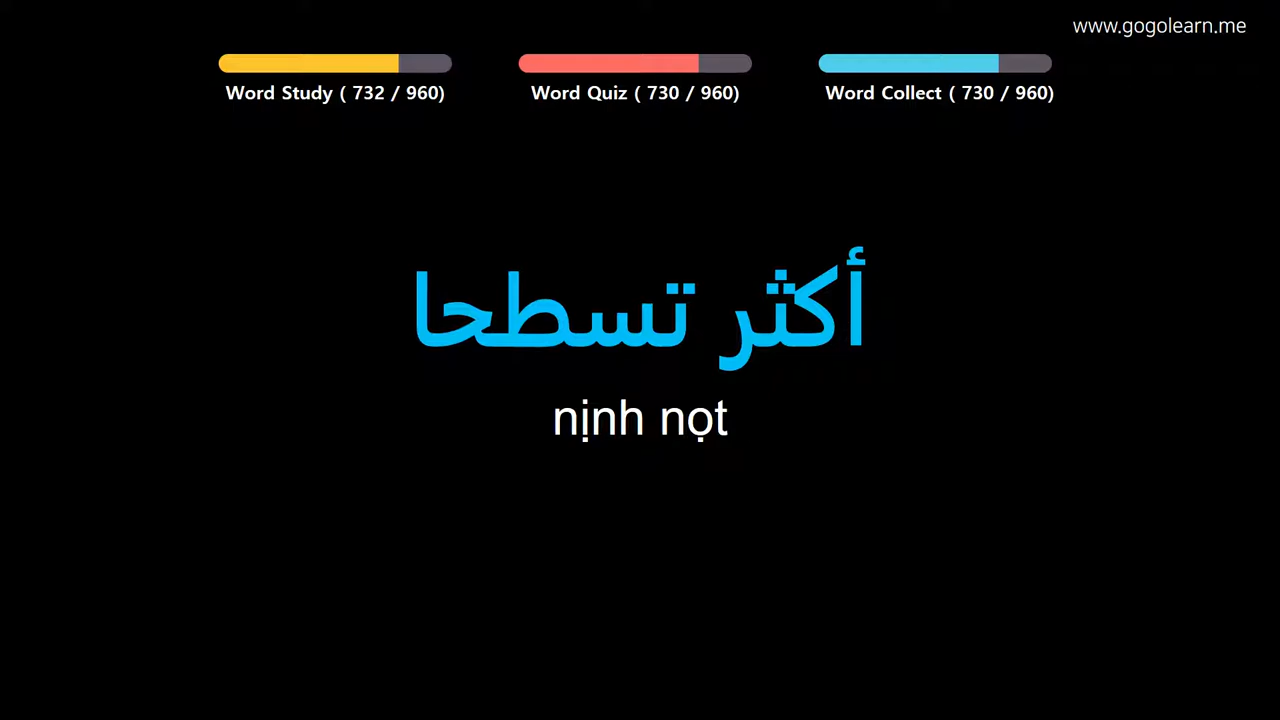 www.gogolearn.me
Word Study ( 732 / 960)
Word Quiz ( 730 / 960)
Word Collect ( 730 / 960)
أكثر تسطحا
nịnh nọt